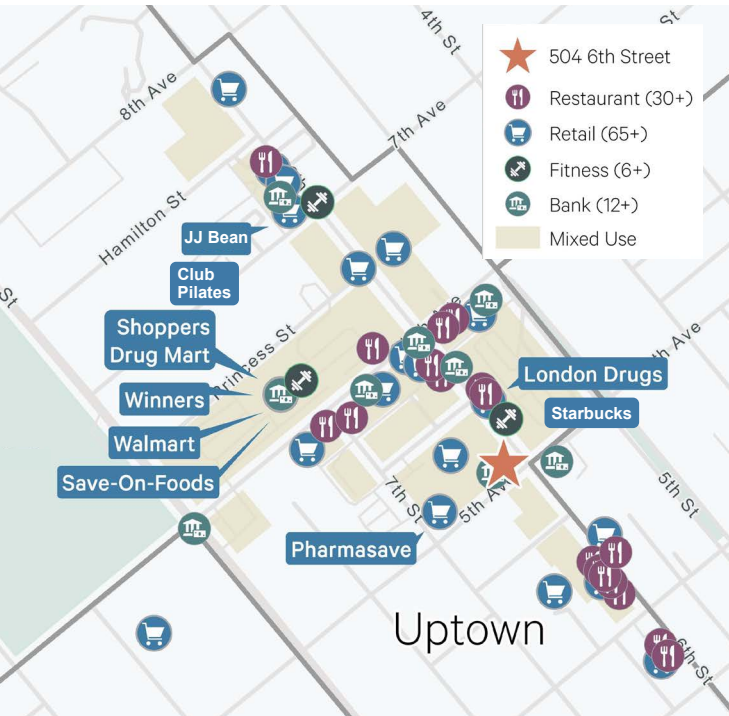 4th St
8th Ave
7th Ave
504 6th Street
Restaurant (30+)
Retail (65+)
Fitness (6+)
Bank (12+)
Mixed Use
Hamilton St
JJ Bean
Club
Pilates
St
Shoppers
Drug Mart
Princess St
Winners
Walmart
Save-On-Foods
London Drugs
Starbucks
7th St
5th Av
5th St
Pharmasave
Uptown
6th St